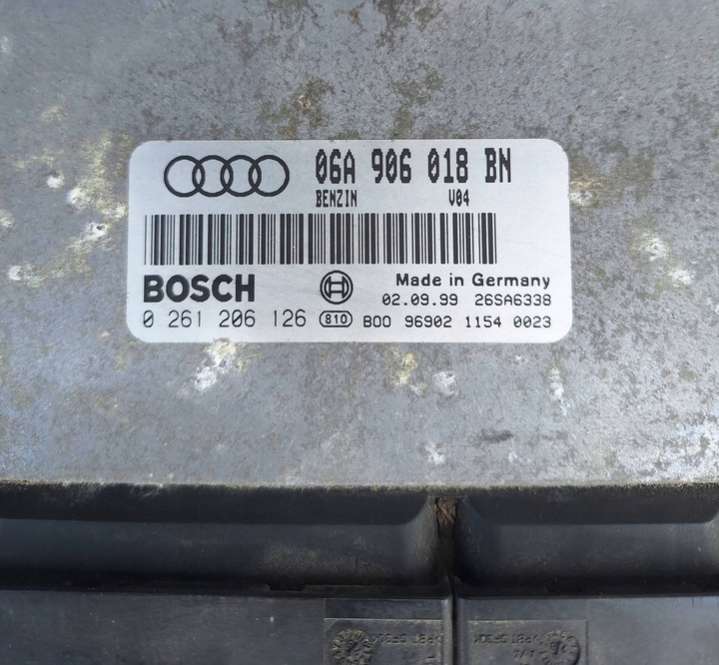 06A 906 018 BN
BENZIN V04
BOSCH
Made in Germany
02.09.99 26SA6338
0 261 206 126 810 B00 96902 1154 0023